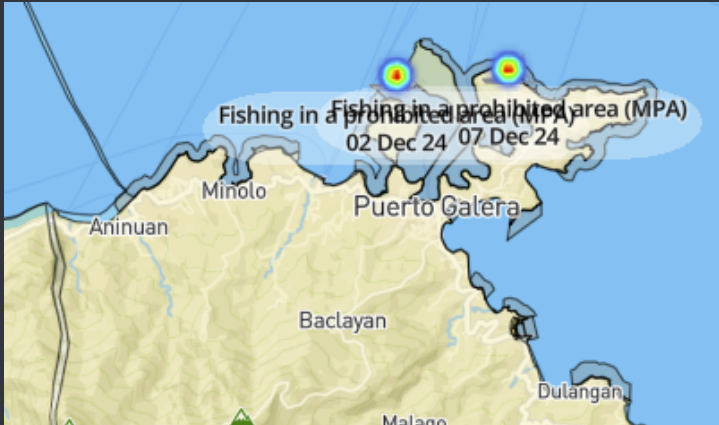 Fishing in a prohibited area (MPA)
02 Dec 24
Fishing in a prohibited area (MPA)
07 Dec 24
Minolo
Puerto Galera
Aninuan
Baclayan
Dulangan
Malago